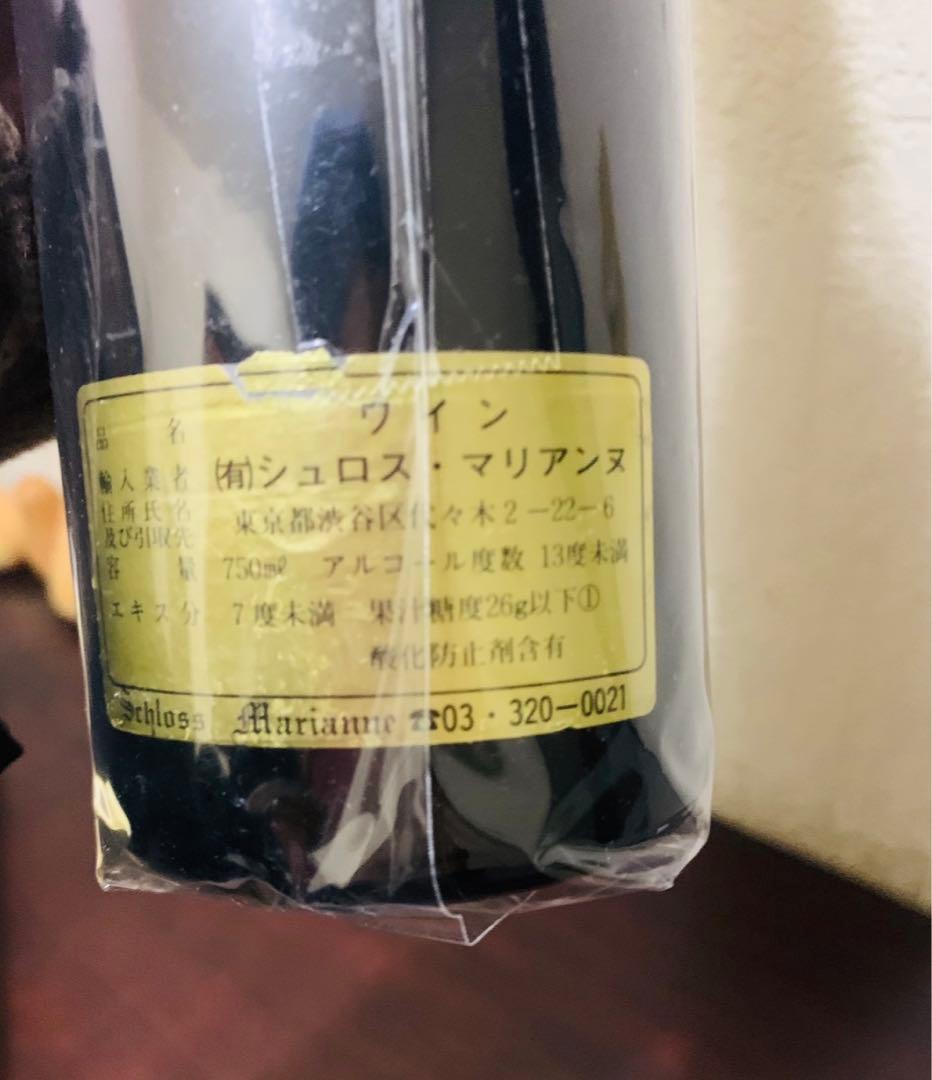 品名 ワイン
輸入業者 ㈲シュロス・マリアンヌ
住所氏名 東京都渋谷区代々木2-22-6
及び引取先
容量 750ml アルコール度数 13度未満
エキス分 7度未満 果汁糖度26g以下①
酸化防止剤含有
Schloss Marianne ☎03・320-0021